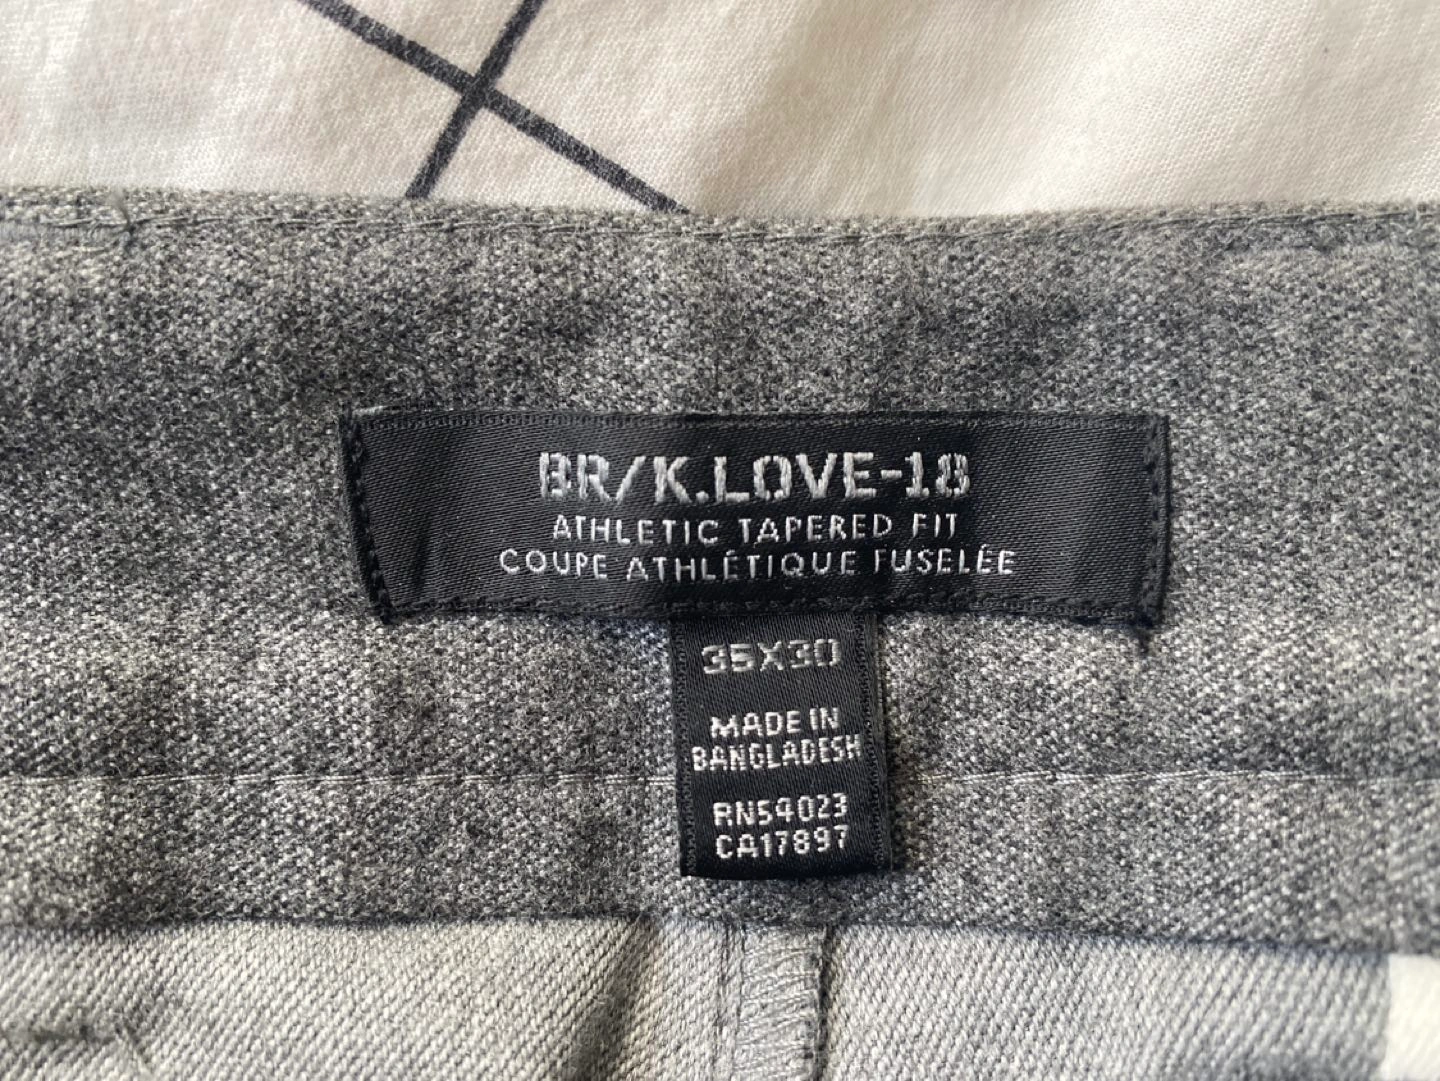 BR/K.LOVE-18
ATHLETIC TAPERED FIT
COUPE ATHLÉTIQUE FUSELÉE
35X30
MADE IN
BANGLADESH
RN54023
CA17897